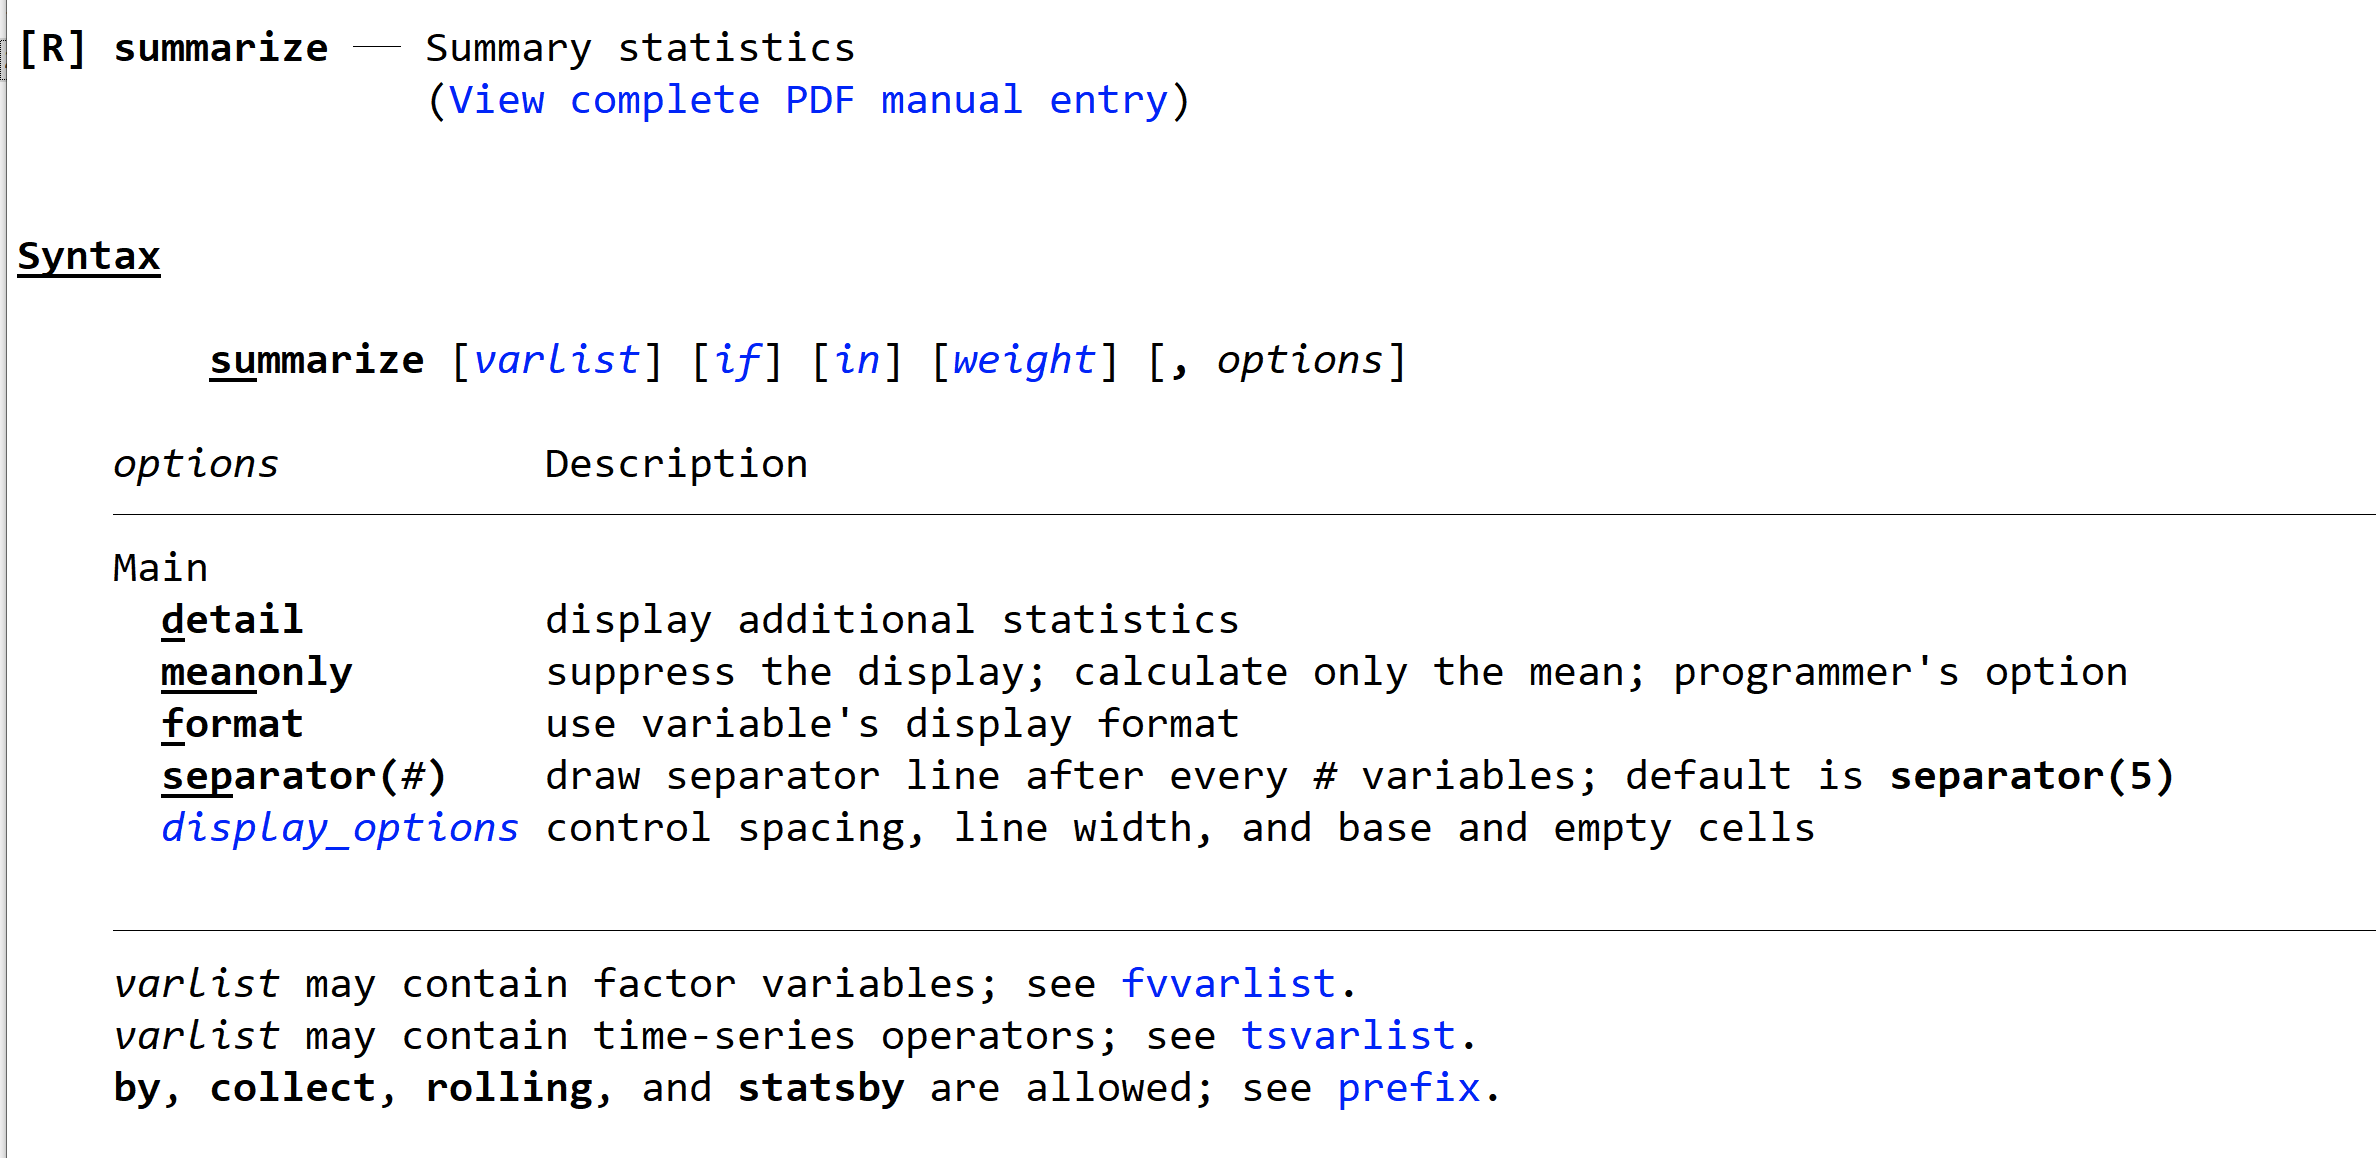 [R] summarize — Summary statistics
(View complete PDF manual entry)
Syntax
summarize [varlist] [if] [in] [weight] [, options]
options Description
Main
detail display additional statistics
meanonly suppress the display; calculate only the mean; programmer's option
format use variable's display format
separator(#) draw separator line after every # variables; default is separator(5)
display_options control spacing, line width, and base and empty cells
varlist may contain factor variables; see fvvarlist.
varlist may contain time-series operators; see tsvarlist.
by, collect, rolling, and statsby are allowed; see prefix.